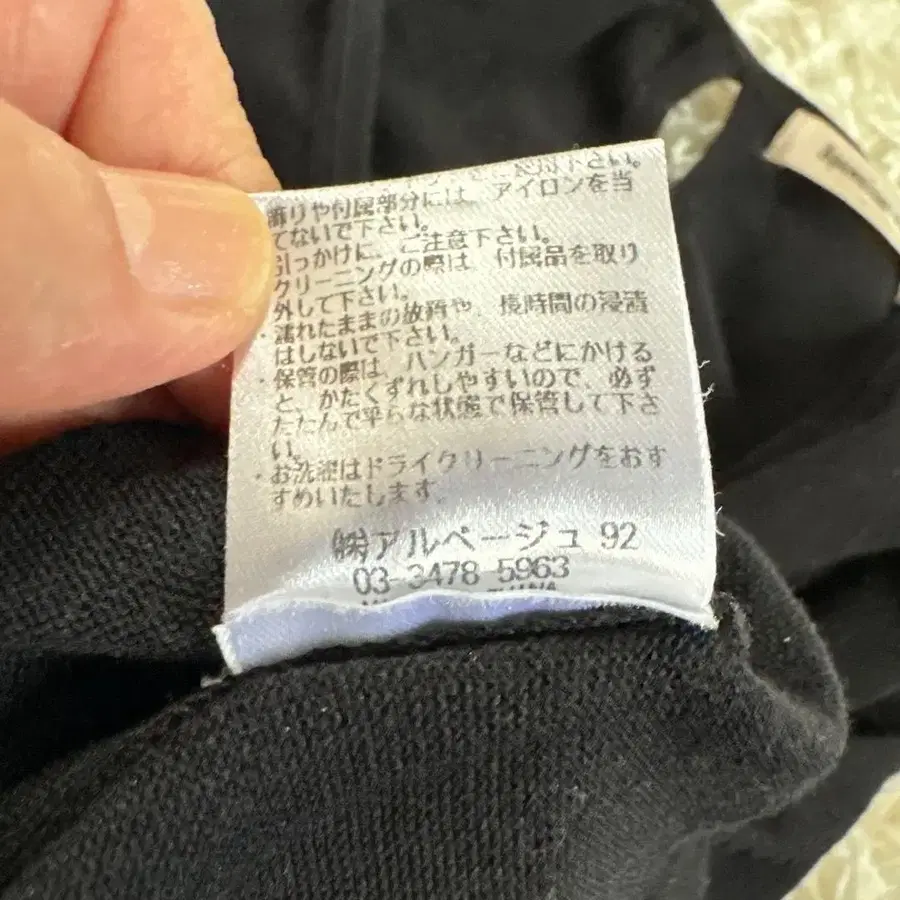 下さい。
飾りや付属部分には、アイロンを当
てないで下さい。
引っかけに、ご注意下さい。
クリーニングの際は、付属品を取り
外して下さい。
・濡れたままの放置や、長時間の浸漬
はしないで下さい。
・保管の際は、ハンガーなどにかける
と、かたくずれしやすいので、必ず
たたんで平らな状態で保管して下さ
い。
・お洗濯はドライクリーニングをおす
すめいたします。
㈱アルページュ 92
03-3478-5963